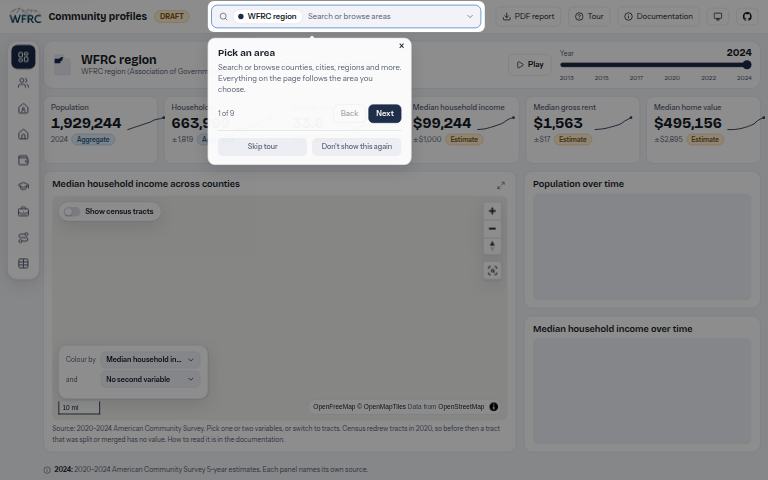 WFRC
Community profiles
DRAFT
WFRC region
Search or browse areas
PDF report
Tour
Documentation
WFRC region
WFRC region (Association of Governm
Play
Year
2024
2013 2015 2017 2020 2022 2024
Pick an area
×
Search or browse counties, cities, regions and more.
Everything on the page follows the area you
choose.
1 of 9
Back
Next
Skip tour
Don't show this again
Population
1,929,244
2024 Aggregate
Household
±1,819
Median household income
$99,244
±$1,000 Estimate
Median gross rent
$1,563
±$17 Estimate
Median home value
$495,156
±$2,895 Estimate
Median household income across counties
Show census tracts
Colour by
Median household in...
and
No second variable
10 mi
OpenFreeMap © OpenMapTiles Data from OpenStreetMap
Source: 2020–2024 American Community Survey. Pick one or two variables, or switch to tracts. Census redrew tracts in 2020, so before then a tract
that was split or merged has no value. How to read it is in the documentation.
Population over time
Median household income over time
2024: 2020–2024 American Community Survey 5-year estimates. Each panel names its own source.